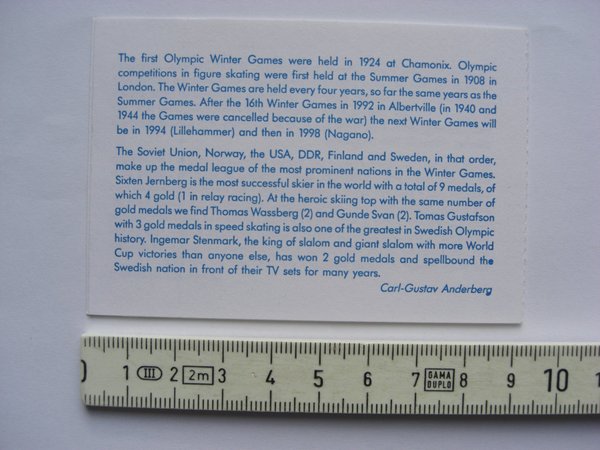 The first Olympic Winter Games were held in 1924 at Chamonix. Olympic
competitions in figure skating were first held at the Summer Games in 1908 in
London. The Winter Games are held every four years, so far the same years as the
Summer Games. After the 16th Winter Games in 1992 in Albertville (in 1940 and
1944 the Games were cancelled because of the war) the next Winter Games will
be in 1994 (Lillehammer) and then in 1998 (Nagano).
The Soviet Union, Norway, the USA, DDR, Finland and Sweden, in that order,
make up the medal league of the most prominent nations in the Winter Games.
Sixten Jernberg is the most successful skier in the world with a total of 9 medals, of
which 4 gold (1 in relay racing). At the heroic skiing top with the same number of
gold medals we find Thomas Wassberg (2) and Gunde Svan (2). Tomas Gustafson
with 3 gold medals in speed skating is also one of the greatest in Swedish Olympic
history. Ingemar Stenmark, the king of slalom and giant slalom with more World
Cup victories than anyone else, has won 2 gold medals and spellbound the
Swedish nation in front of their TV sets for many years.
Carl-Gustav Anderberg
0 1 III 2 2m 3 4 5 6 7 GAMA DUPLO 8 9 10